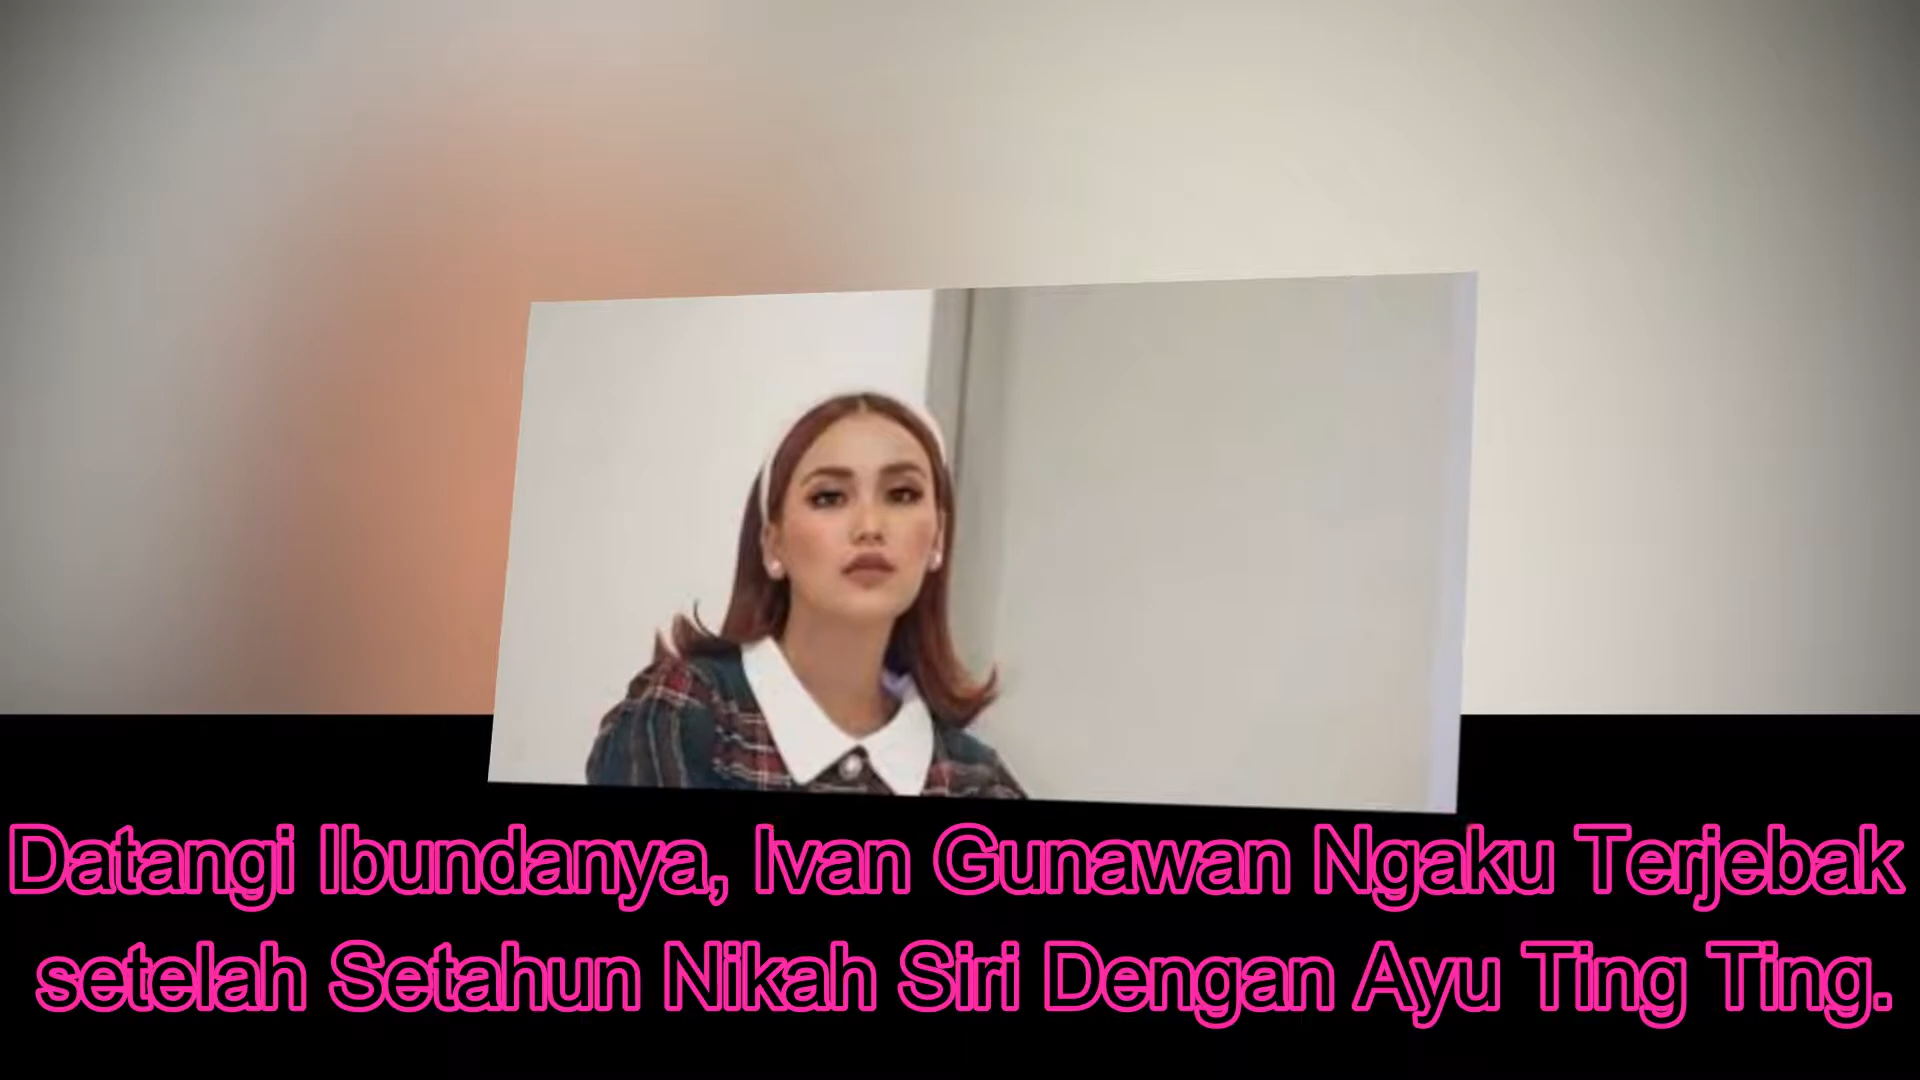 Datangi Ibundanya, Ivan Gunawan Ngaku Terjebak
setelah Setahun Nikah Siri Dengan Ayu Ting Ting.